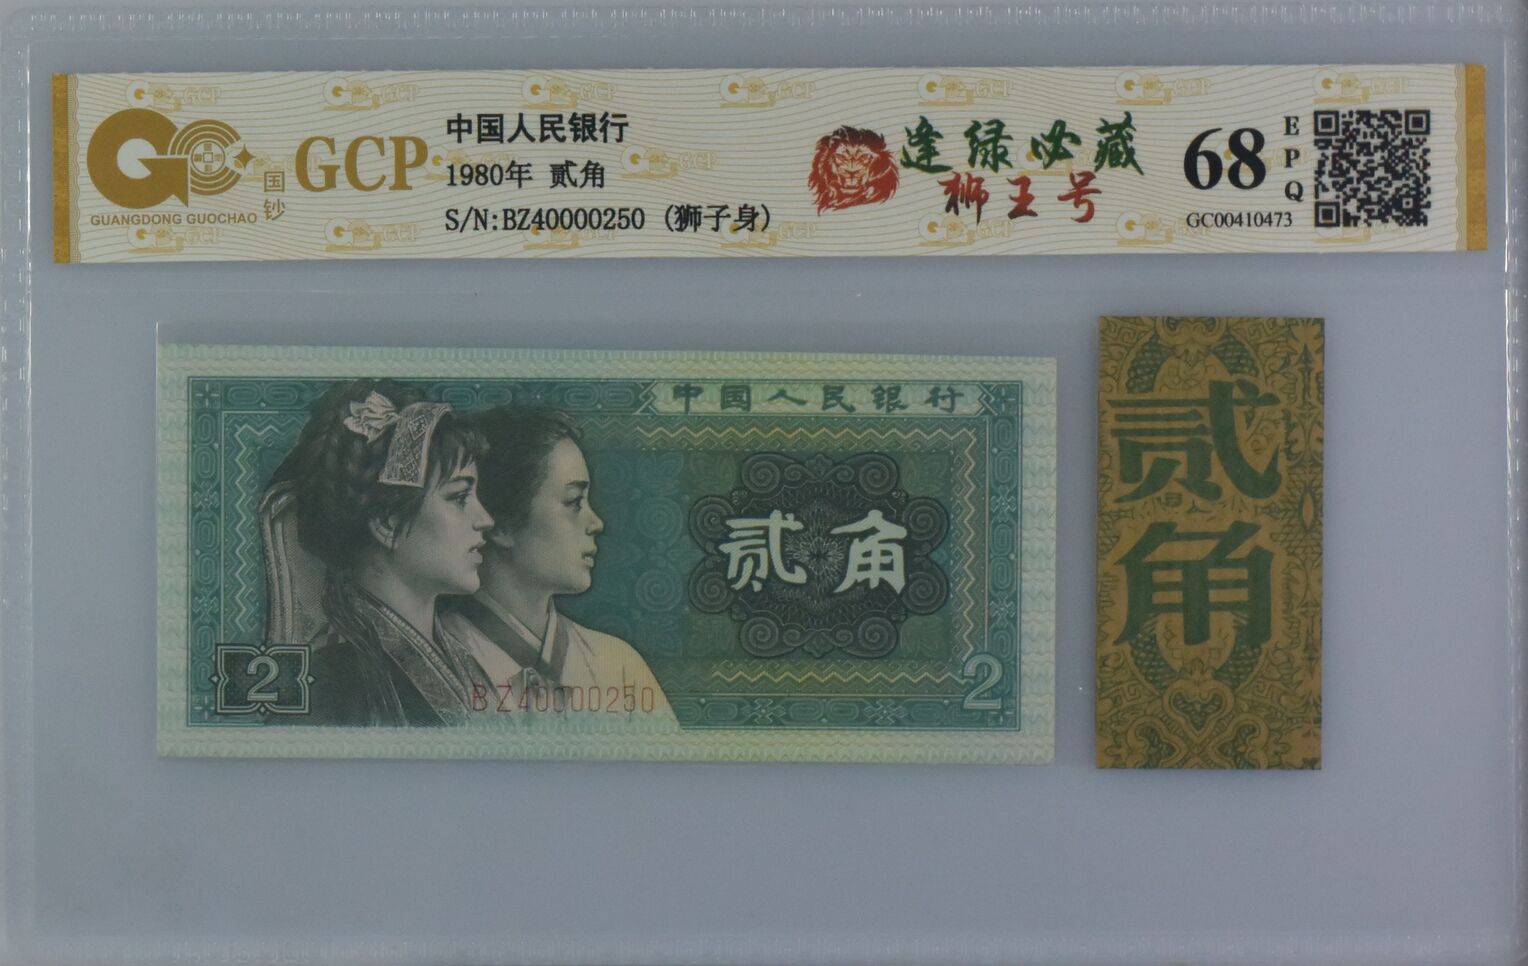 GCP
国钞
GUANGDONG GUOCHAO
中国人民银行
1980年 贰角
S/N:BZ40000250 (狮子身)
逢绿必藏
狮王号
68
EPQ
GC00410473
中国人民银行
贰角
2
BZ40000250
2
贰角